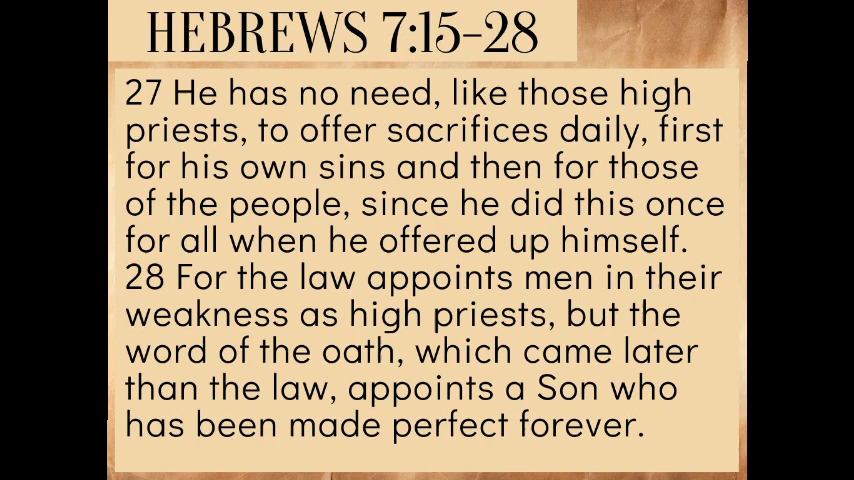 HEBREWS 7:15-28
27 He has no need, like those high
priests, to offer sacrifices daily, first
for his own sins and then for those
of the people, since he did this once
for all when he offered up himself.
28 For the law appoints men in their
weakness as high priests, but the
word of the oath, which came later
than the law, appoints a Son who
has been made perfect forever.